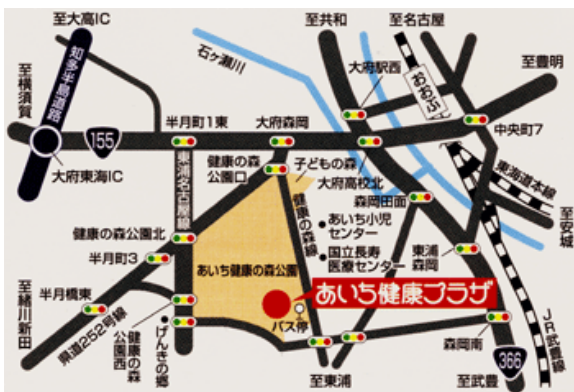 至大高IC
至共和
至名古屋
石ヶ瀬川
大府駅西
至豊明
おおぶ
知多半島道路
至横須賀
155
半月町1東
大府森岡
中央町7
大府東海IC
健康の森
公園口
子どもの森
大府高校北
東海道本線
東浦名古屋線
森岡田面
健康の森線
あいち小児
センター
至安城
健康の森公園北
国立長寿
医療センター
東浦
森岡
半月町3
あいち健康の森公園
あいち健康プラザ
至緒川
新田
半月橋東
県道252号線
健康の森
公園西
げんきの郷
バス停
森岡南
JR武豊線
366
至東浦
至武豊